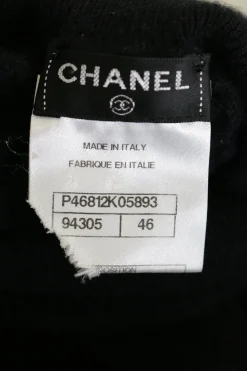 CHANEL
MADE IN ITALY
FABRIQUE EN ITALIE
P46812K05893
94305 46